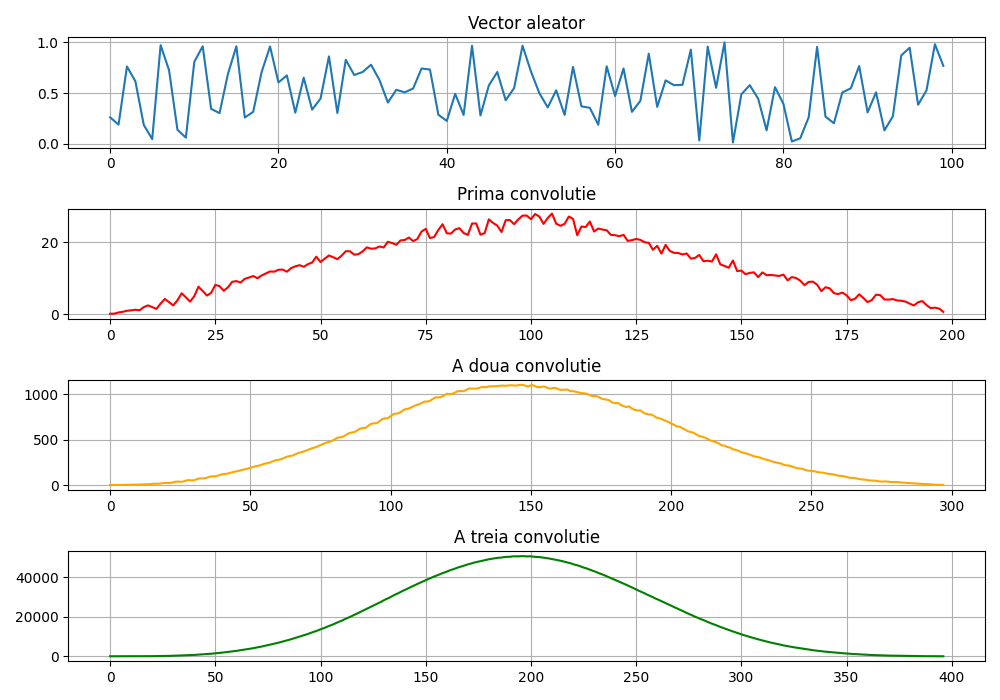 Vector aleator
1.0
0.5
0.0
0 20 40 60 80 100
Prima convolutie
20
0
0 25 50 75 100 125 150 175 200
A doua convolutie
1000
500
0
0 50 100 150 200 250 300
A treia convolutie
40000
20000
0
0 50 100 150 200 250 300 350 400